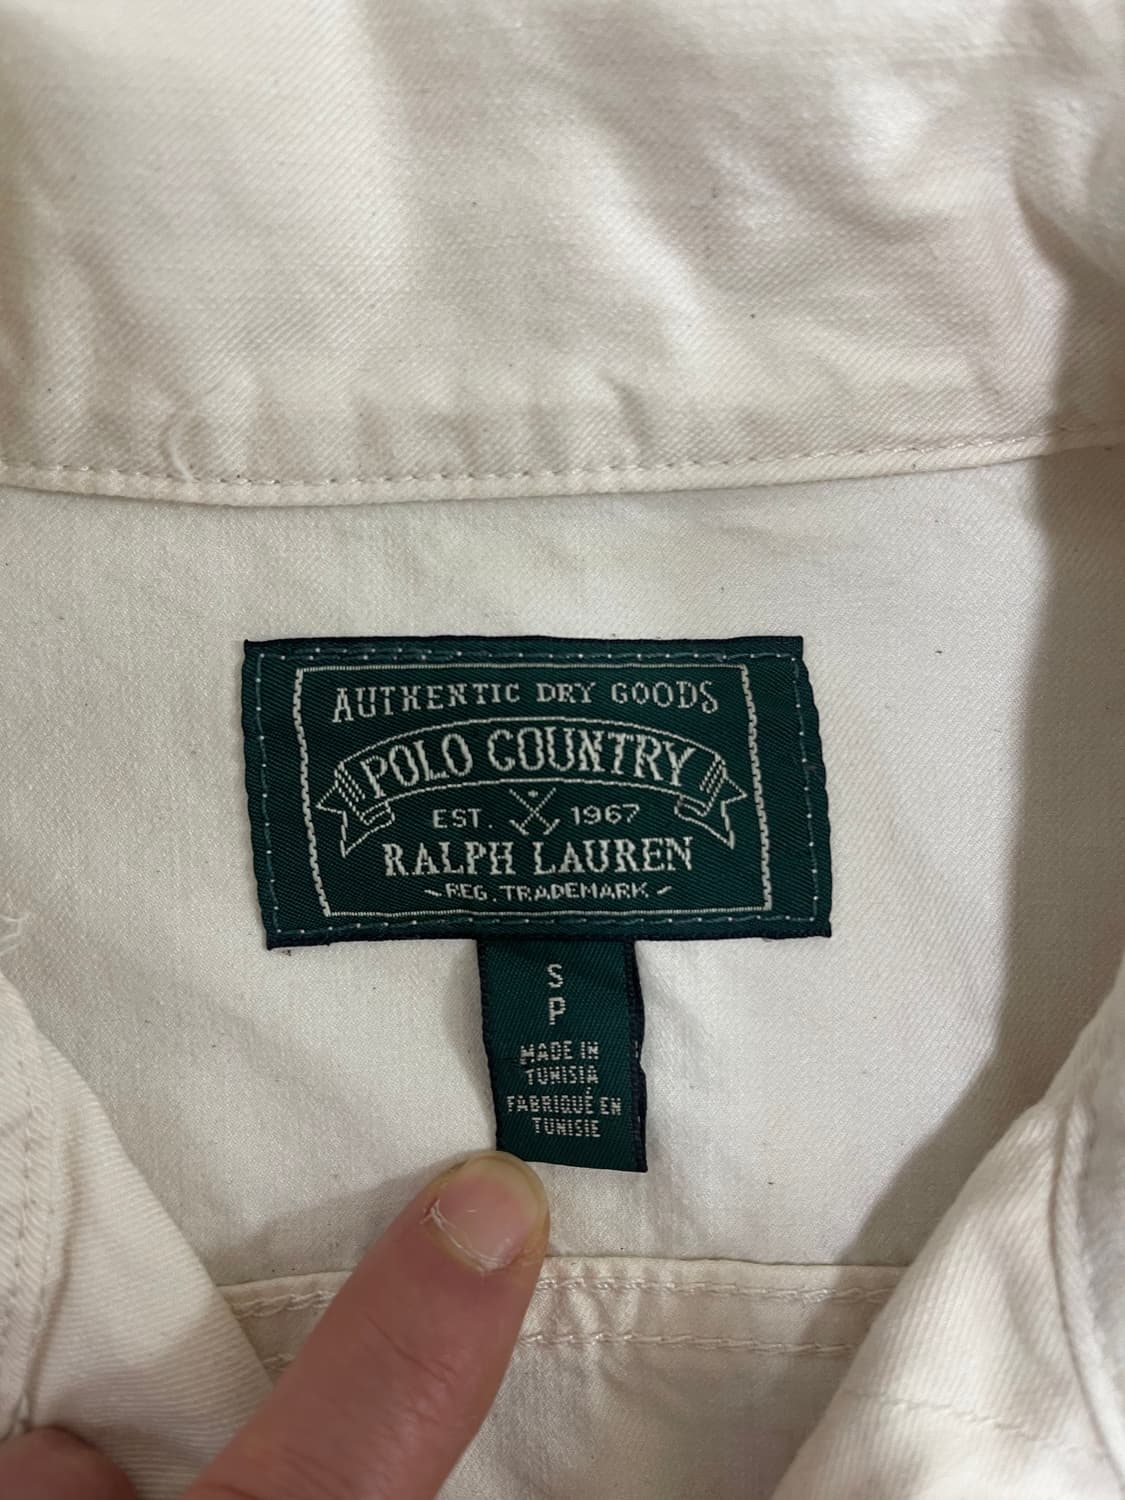 AUTHENTIC DRY GOODS
POLO COUNTRY
EST. 1967
RALPH LAUREN
~REG. TRADEMARK~
S
P
MADE IN
TUNISIA
FABRIQUÉ EN
TUNISIE